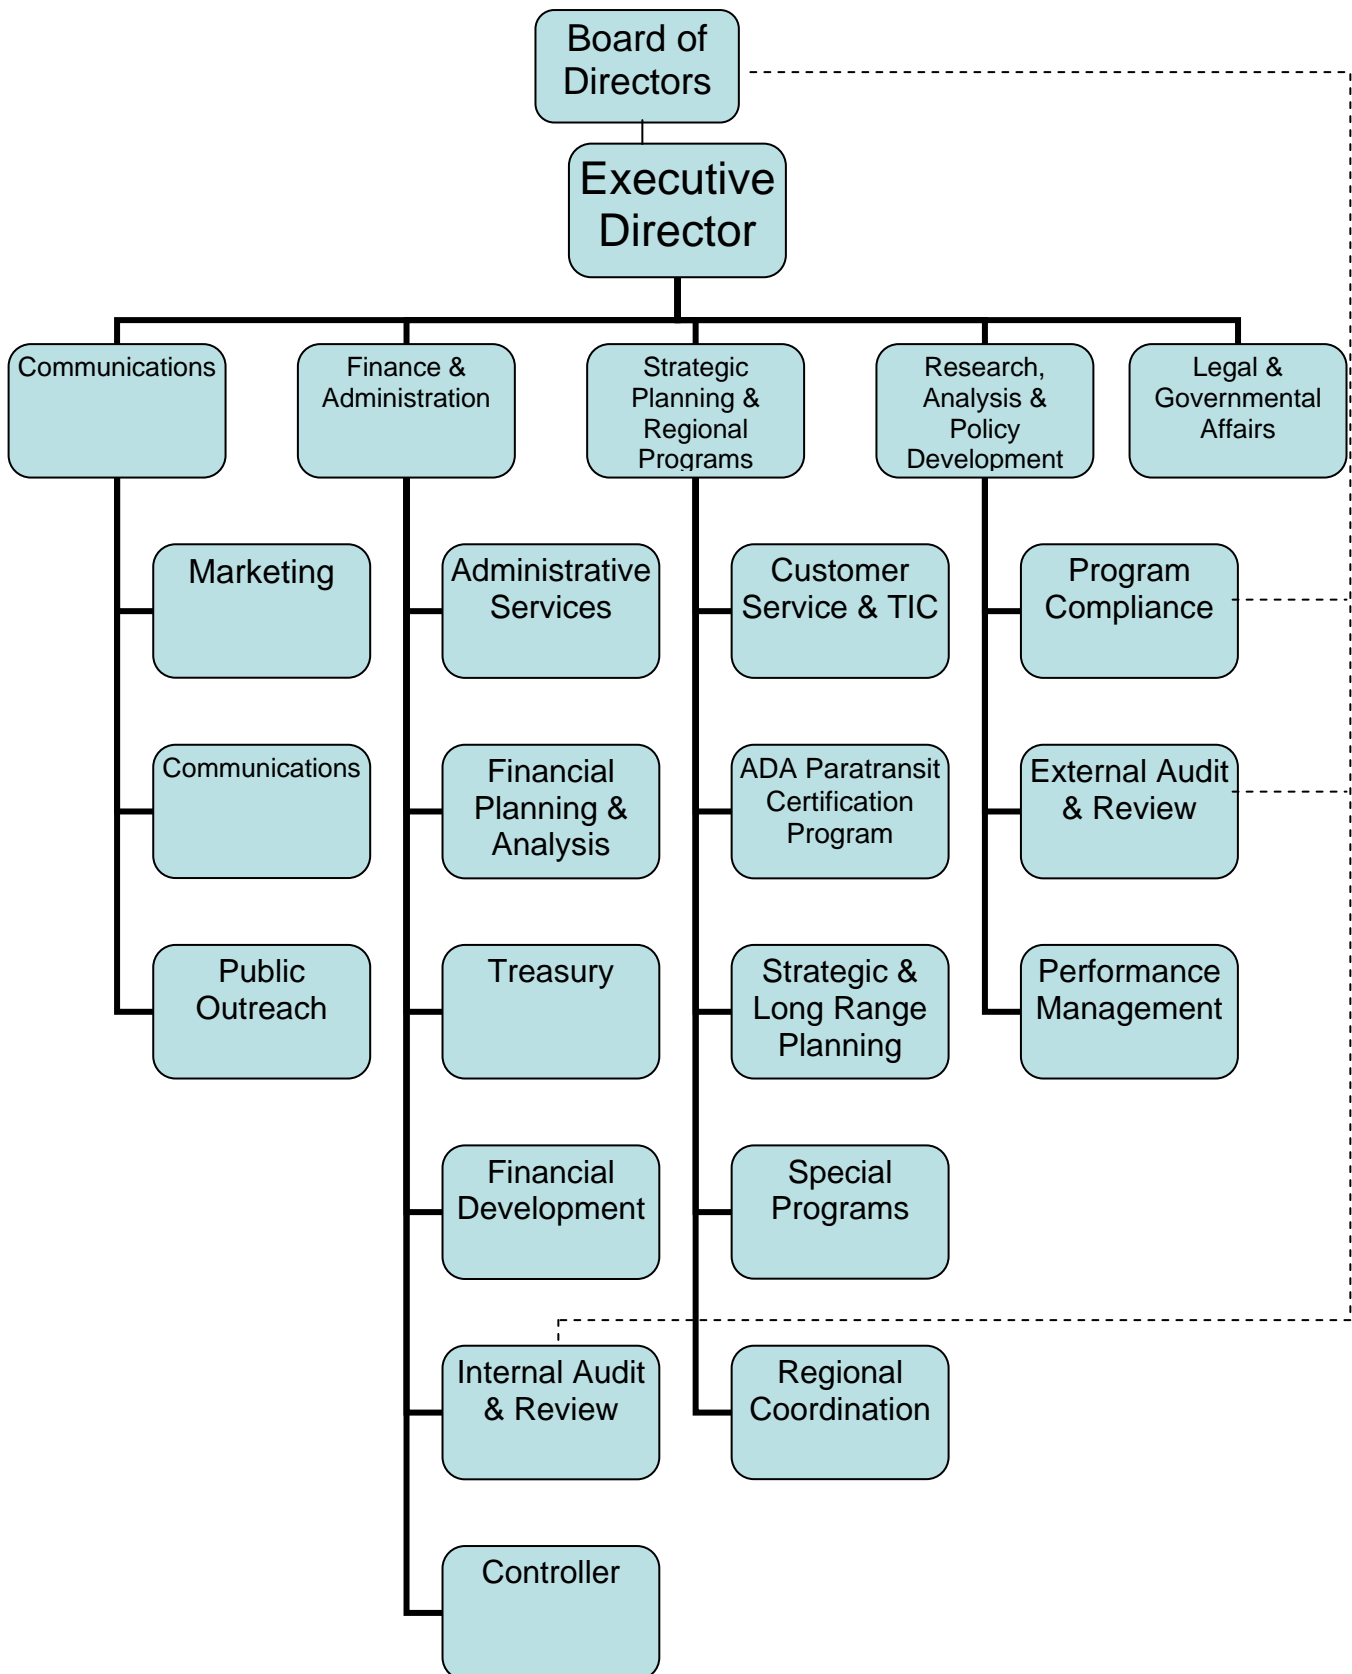 Board of
Directors
Executive
Director
Communications
Finance &
Administration
Strategic
Planning &
Regional
Programs
Research,
Analysis &
Policy
Development
Legal &
Governmental
Affairs
Marketing
Administrative
Services
Customer
Service & TIC
Program
Compliance
Communications
Financial
Planning &
Analysis
ADA Paratransit
Certification
Program
External Audit
& Review
Public
Outreach
Treasury
Strategic &
Long Range
Planning
Performance
Management
Financial
Development
Special
Programs
Internal Audit
& Review
Regional
Coordination
Controller